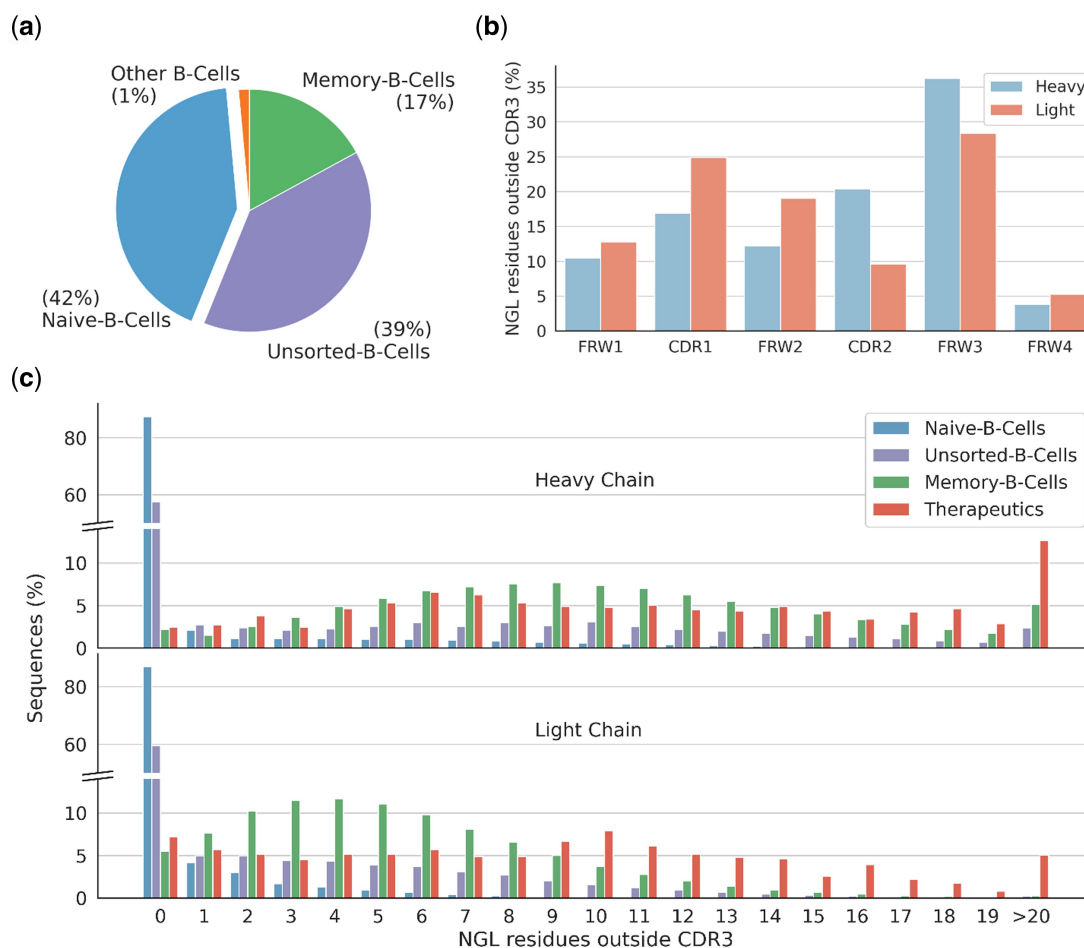 (a)
Other B-Cells
(1%)
Memory-B-Cells
(17%)
(42%)
Naive-B-Cells
(39%)
Unsorted-B-Cells
(b)
NGL residues outside CDR3 (%)
35
30
25
20
15
10
5
0
Heavy
Light
FRW1 CDR1 FRW2 CDR2 FRW3 FRW4
(c)
Sequences (%)
80
60
10
5
0
Heavy Chain
Naive-B-Cells
Unsorted-B-Cells
Memory-B-Cells
Therapeutics
80
60
10
5
0
Light Chain
0 1 2 3 4 5 6 7 8 9 10 11 12 13 14 15 16 17 18 19 >20
NGL residues outside CDR3